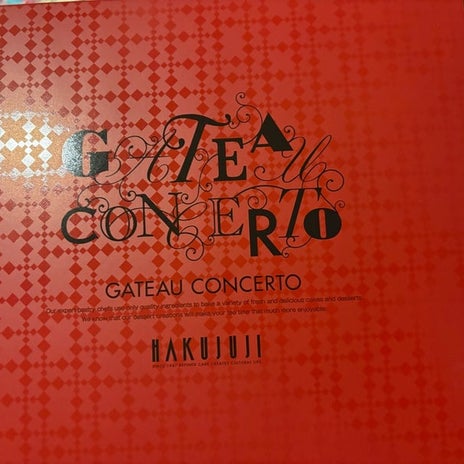 GATEAU
CONCERTO
GATEAU CONCERTO
Our expert pastry chefs use only quality ingredients to bake a variety of fresh and delicious cakes and desserts.
We know that our dessert creations will make your tea time that much more enjoyable.
HAKUJUJI